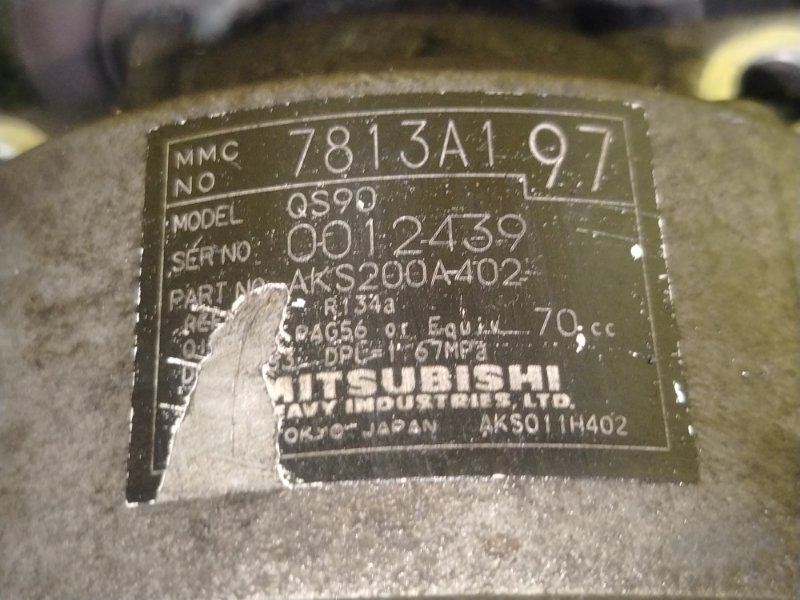 MMC NO 7813A197
MODEL QS90
SER NO 0012439
PART NO AKS200A402
R134a
PAG56 or Equiv 70 cc
DPL=1.67MPa
MITSUBISHI
HEAVY INDUSTRIES, LTD.
TOKYO JAPAN AKS011H402